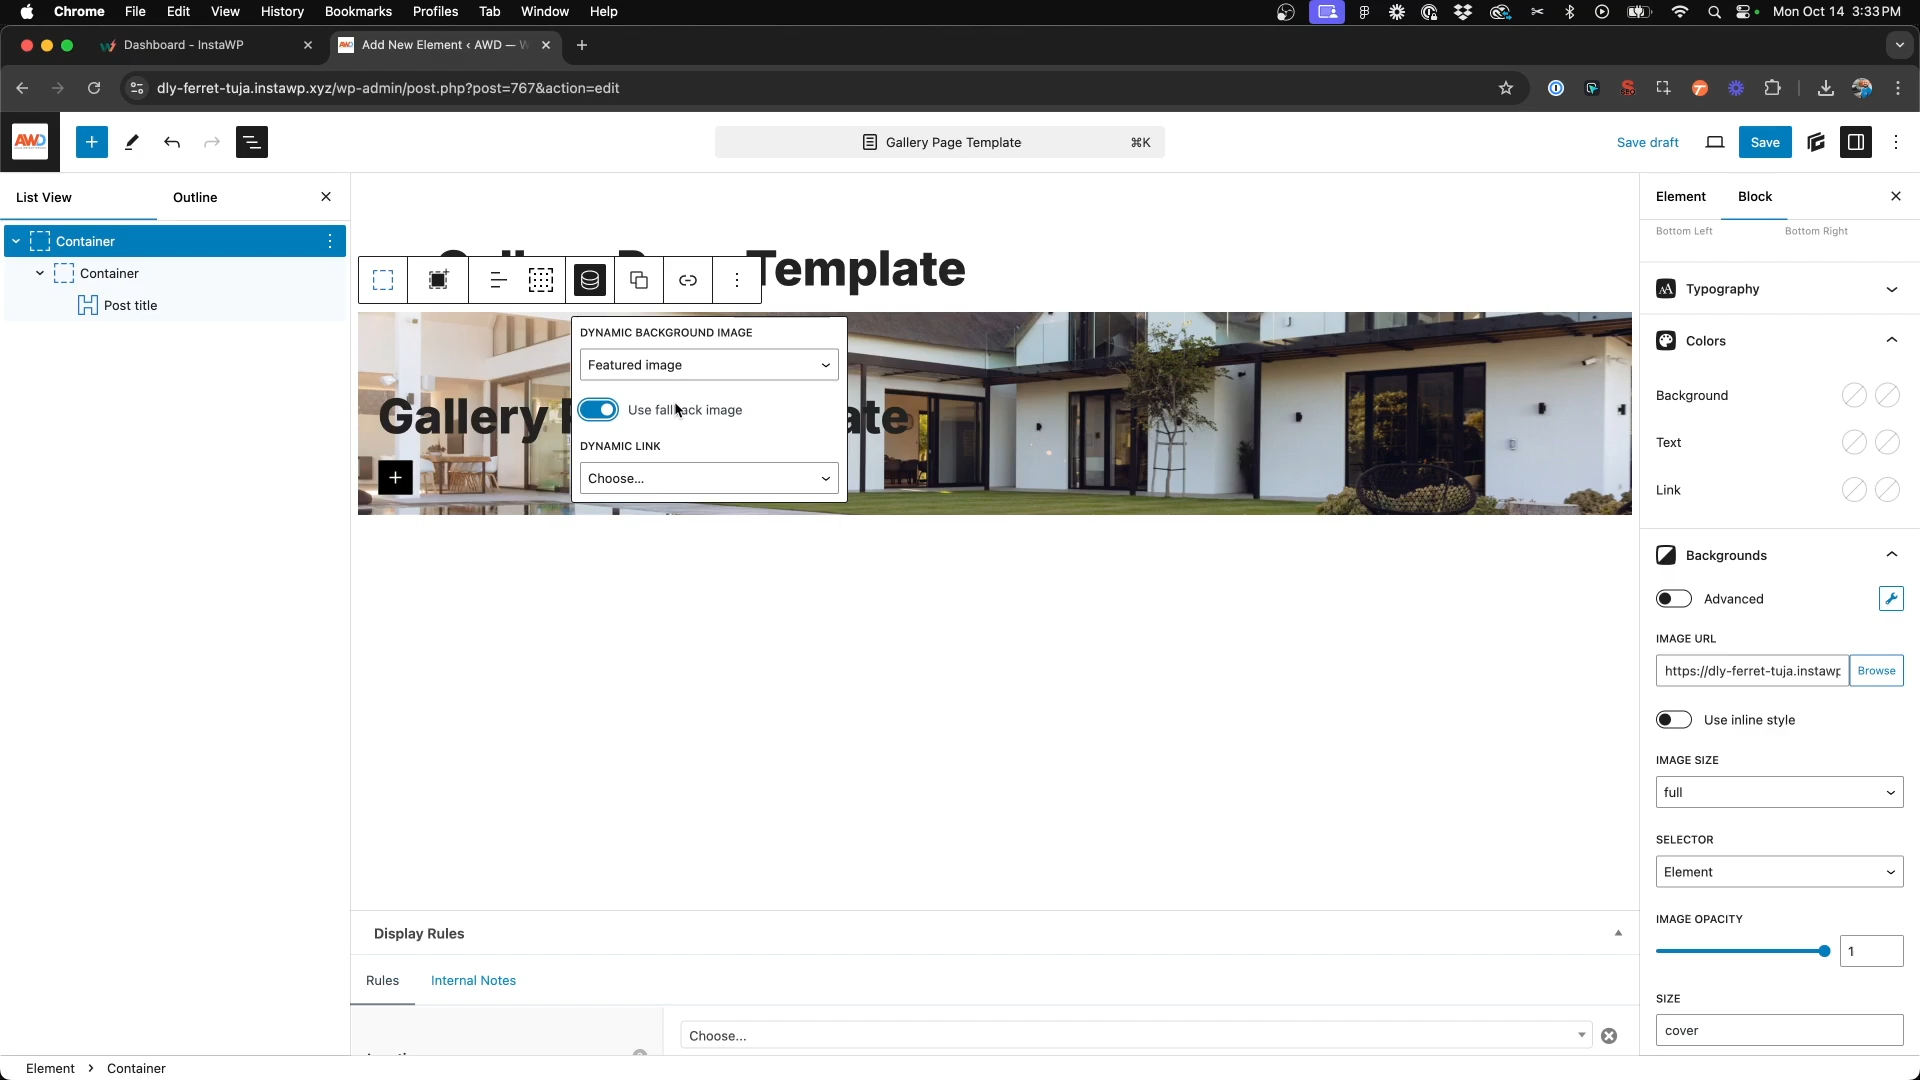 Chrome File Edit View History Bookmarks Profiles Tab Window Help
Mon Oct 14 3:33 PM
Dashboard - InstaWP
Add New Element ‹ AWD —
dly-ferret-tuja.instawp.xyz/wp-admin/post.php?post=767&action=edit
AWD
Gallery Page Template
⌘K
Save draft
Save
List View
Outline
Container
Container
Post title
Template
DYNAMIC BACKGROUND IMAGE
Featured image
Use fallback image
DYNAMIC LINK
Choose...
Gallery
Element
Block
Bottom Left
Bottom Right
Typography
Colors
Background
Text
Link
Backgrounds
Advanced
IMAGE URL
https://dly-ferret-tuja.instawp
Browse
Use inline style
IMAGE SIZE
full
SELECTOR
Element
IMAGE OPACITY
1
SIZE
cover
Display Rules
Rules
Internal Notes
Choose...
Element › Container